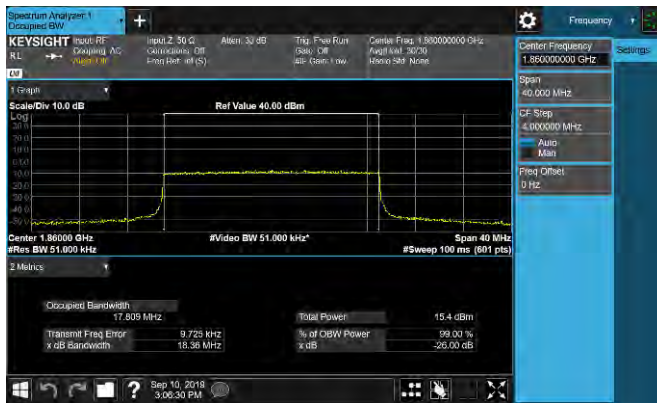 Spectrum Analyzer 1
Occupied BW
Frequency
KEYSIGHT Input: RF
RL
Coupling: AC
Input Z: 50 Ω
Corrections: Off
Freq Ref: Int (S)
Atten: 30 dB
Trig: Free Run
Gate: Off
#IF Gain: Low
Center Freq: 1.860000000 GHz
Avg|Hold: 30/30
Radio Std: None
Center Frequency
1.860000000 GHz
Settings
Span
40.000 MHz
CF Step
4.000000 MHz
Auto
Man
Freq Offset
0 Hz
1 Graph
Scale/Div 10.0 dB
Ref Value 40.00 dBm
Log
Center 1.86000 GHz
#Video BW 51.000 kHz*
Span 40 MHz
#Res BW 51.000 kHz
#Sweep 100 ms (601 pts)
2 Metrics
Occupied Bandwidth
17.809 MHz
Total Power
15.4 dBm
Transmit Freq Error
9.725 kHz
% of OBW Power
99.00 %
x dB Bandwidth
18.36 MHz
x dB
-26.00 dB
?
Sep 10, 2019
3:06:30 PM